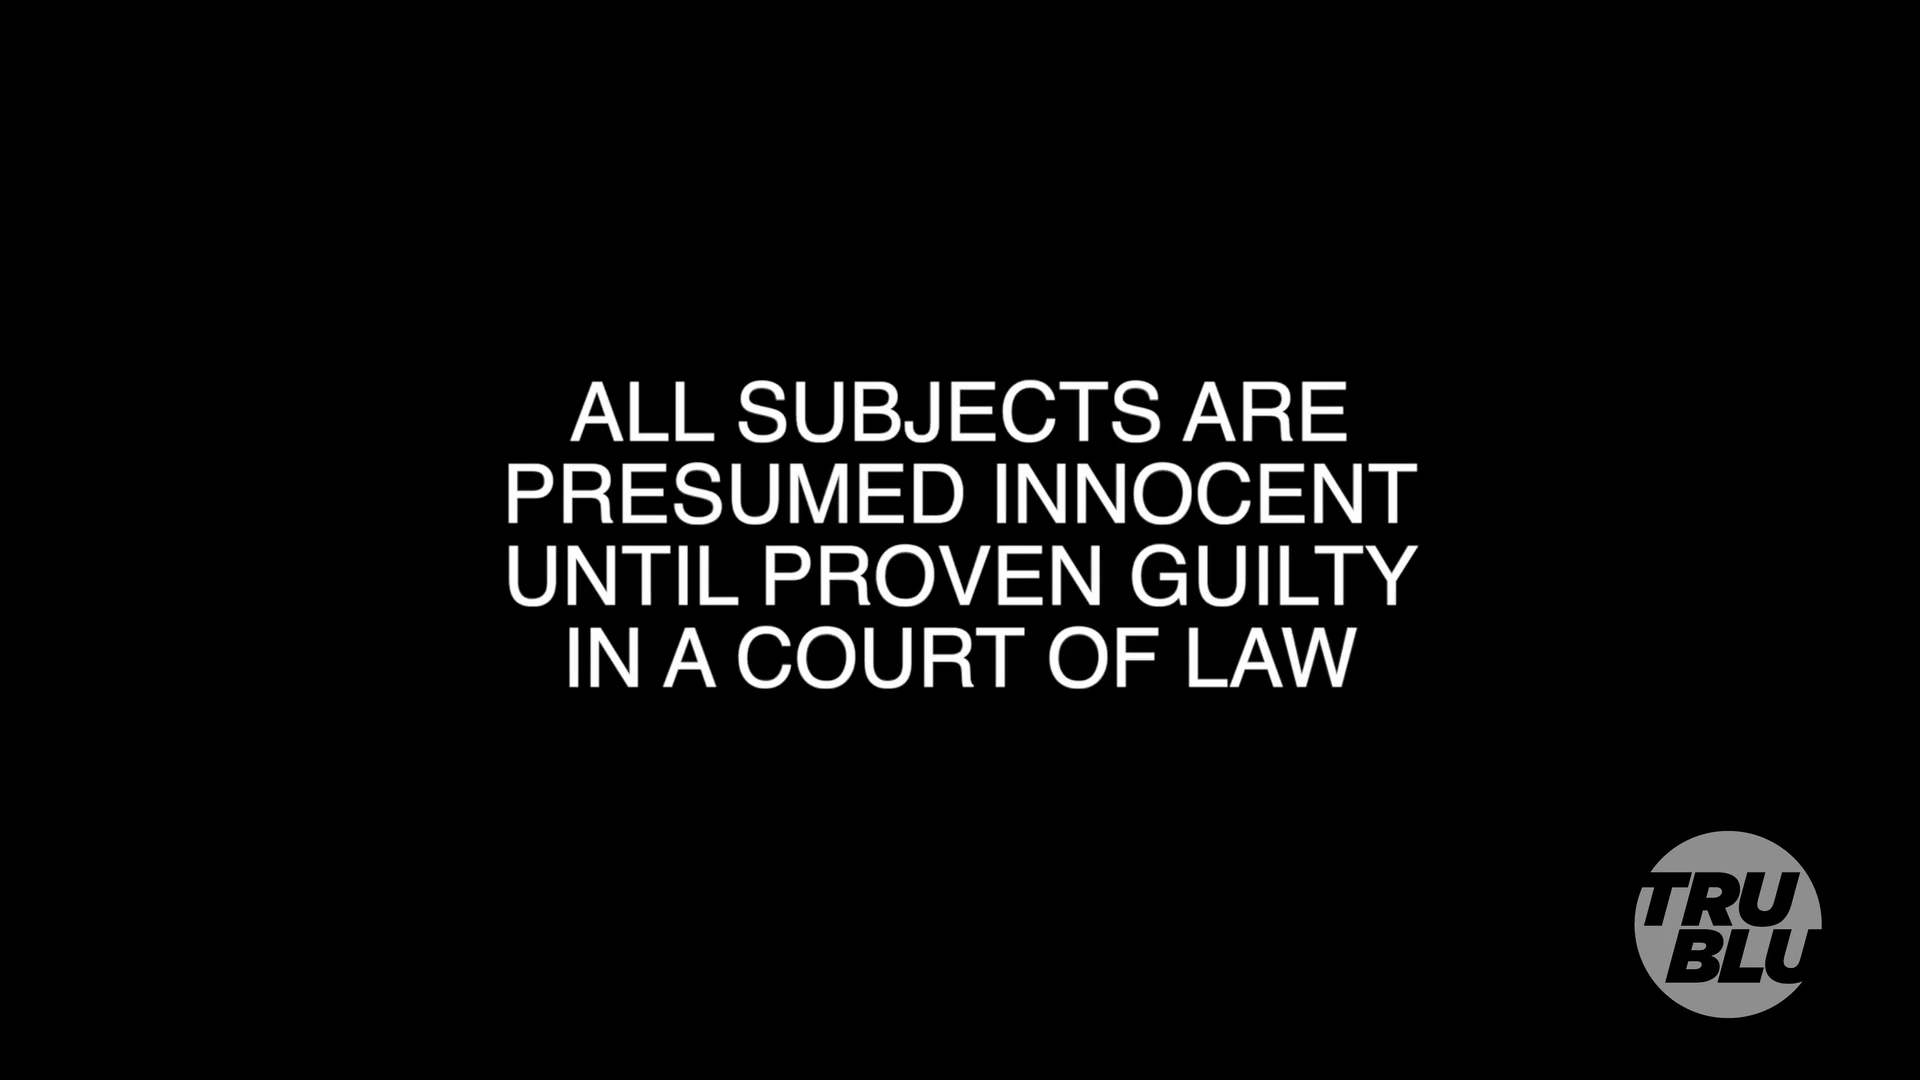 ALL SUBJECTS ARE
PRESUMED INNOCENT
UNTIL PROVEN GUILTY
IN A COURT OF LAW
TRU
BLU